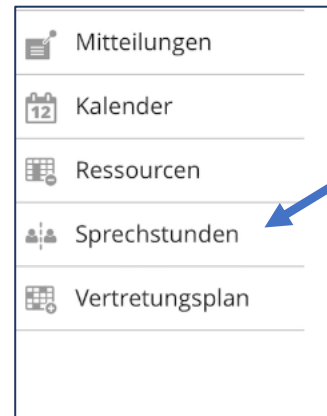 Mitteilungen
12 Kalender
Ressourcen
Sprechstunden
Vertretungsplan